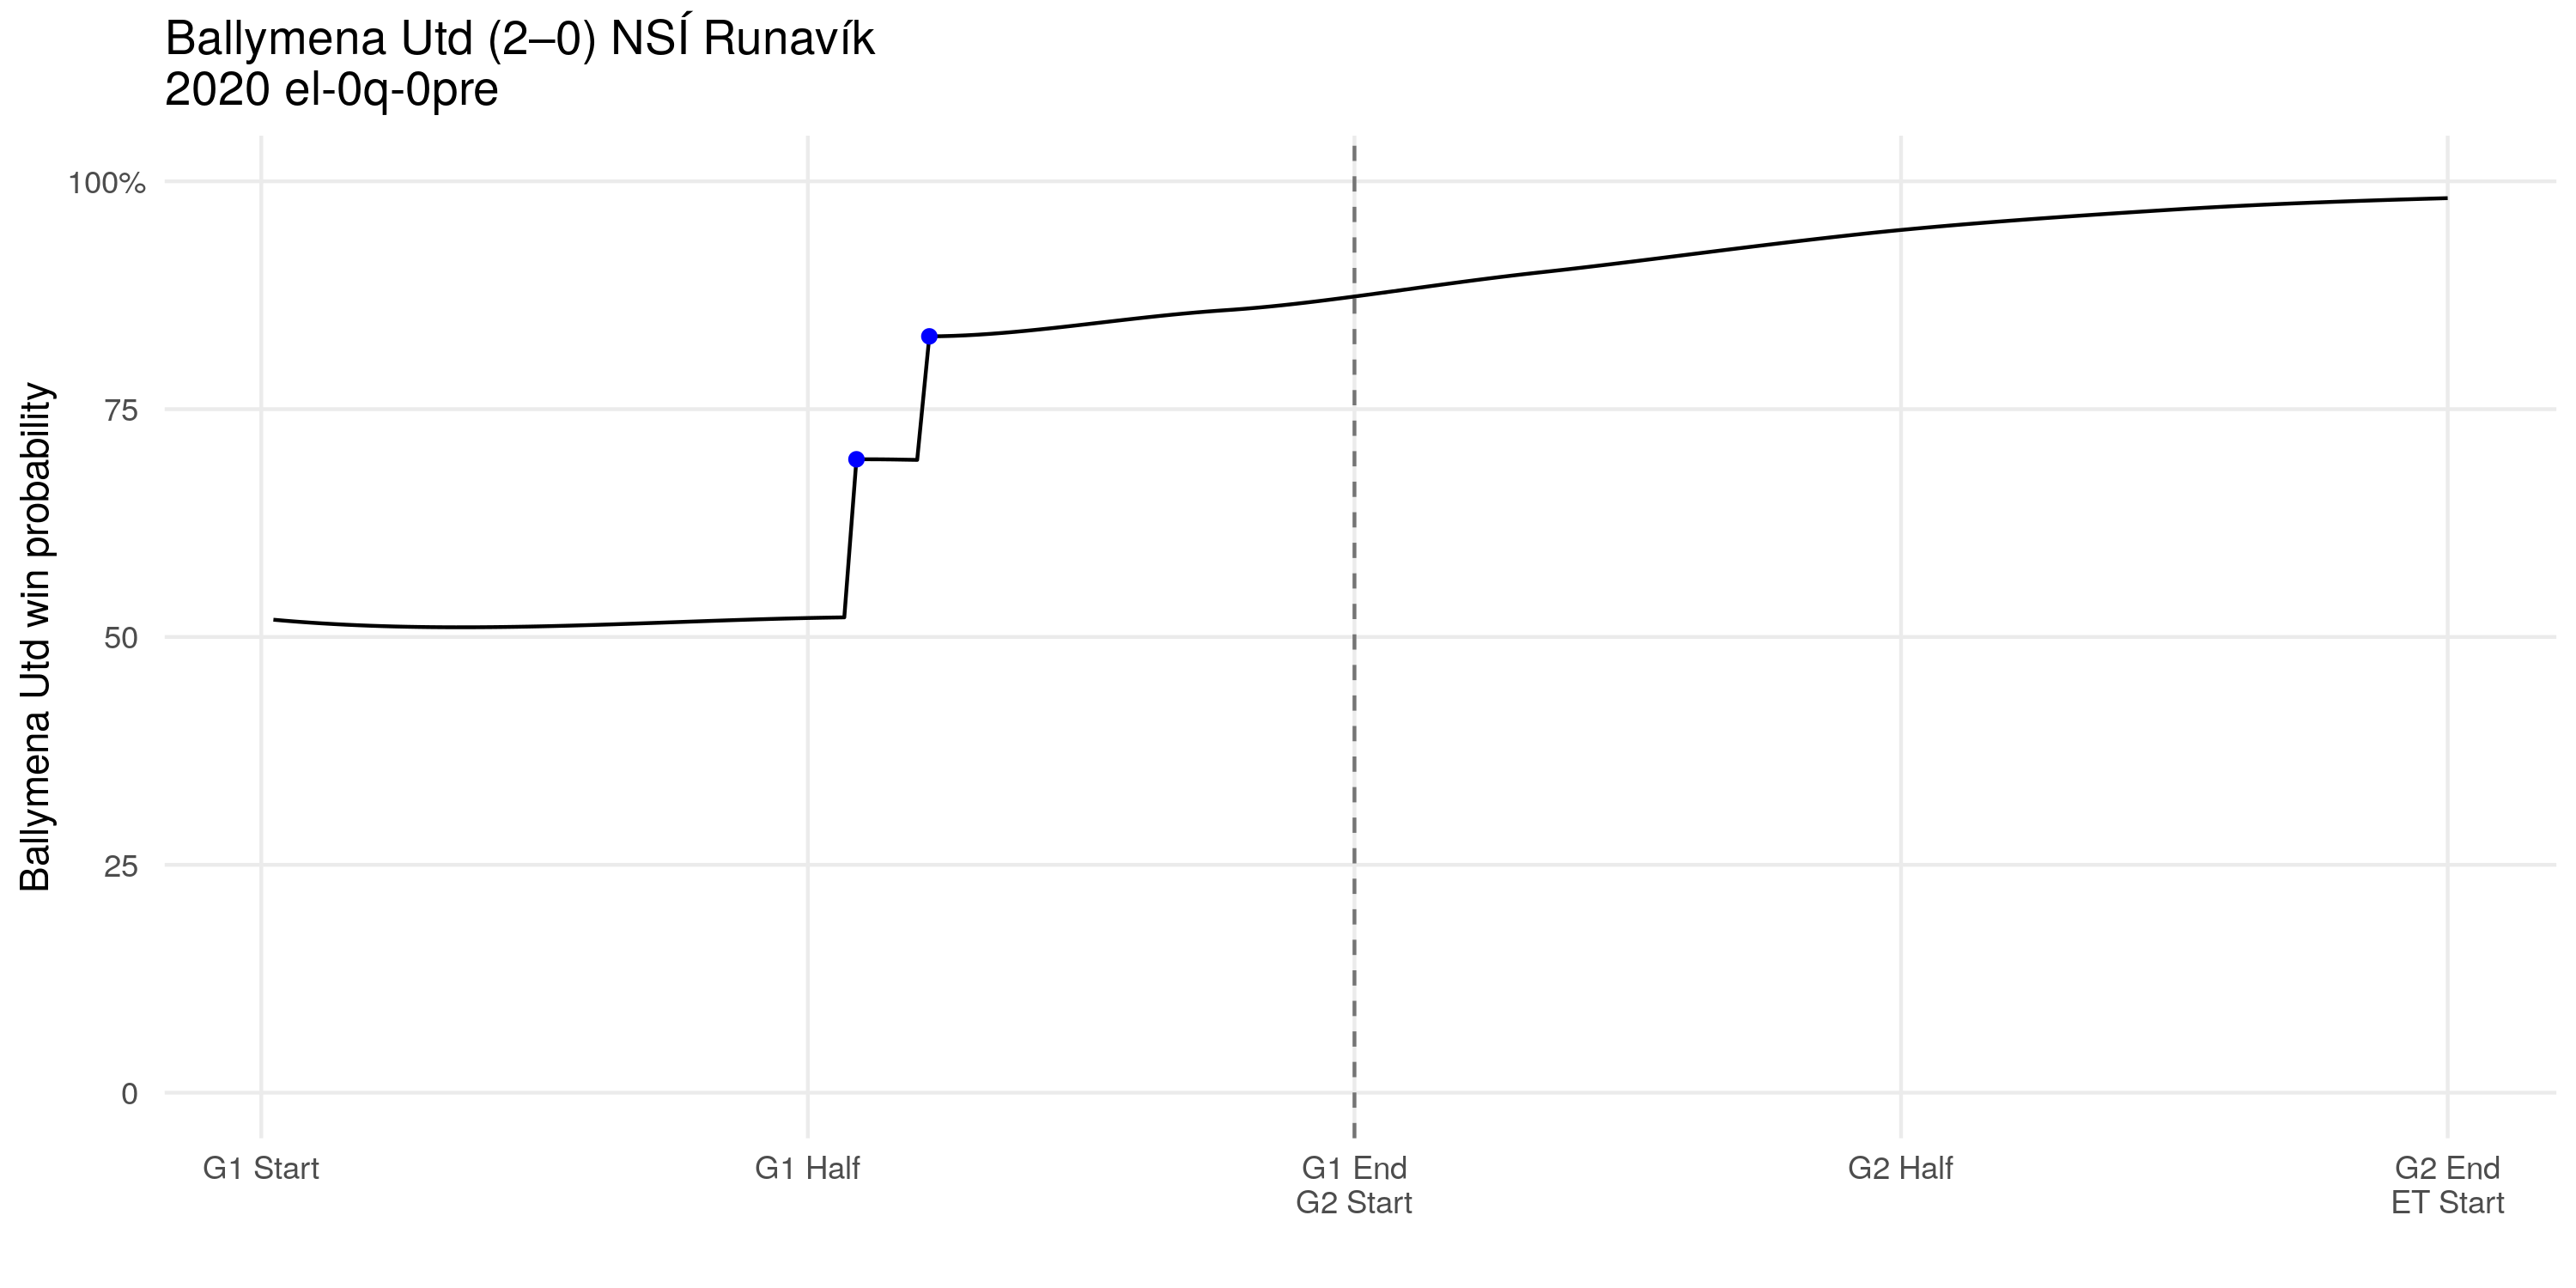 Ballymena Utd (2–0) NSÍ Runavík
2020 el-0q-0pre
Ballymena Utd win probability
100%
75
50
25
0
G1 Start
G1 Half
G1 End
G2 Start
G2 Half
G2 End
ET Start